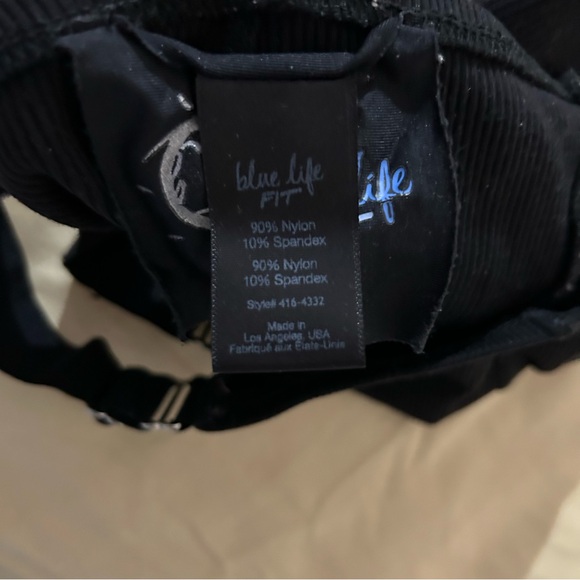 blue life
FIT
90% Nylon
10% Spandex
90% Nylon
10% Spandex
Style# 416-4332
Made in
Los Angeles, USA
Fabriqué aux États-Unis
life